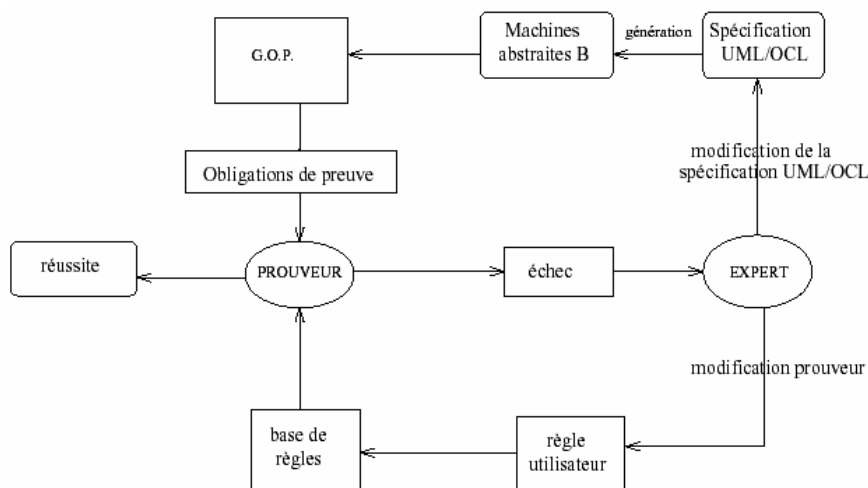 G.O.P.
Machines
abstraites B
génération
Spécification
UML/OCL
Obligations de preuve
modification de la
spécification UML/OCL
réussite
PROUVEUR
échec
EXPERT
modification prouveur
base de
règles
règle
utilisateur